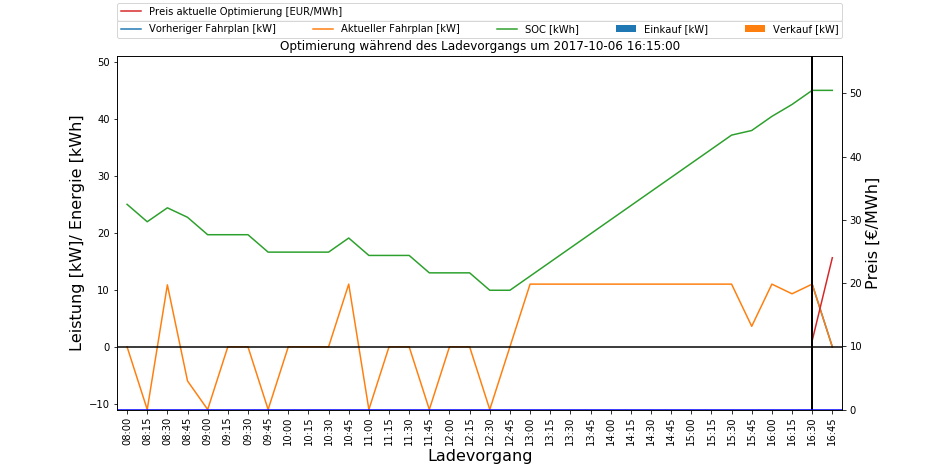 Preis aktuelle Optimierung [EUR/MWh]
Vorheriger Fahrplan [kW] Aktueller Fahrplan [kW] SOC [kWh] Einkauf [kW] Verkauf [kW]
Optimierung während des Ladevorgangs um 2017-10-06 16:15:00
Leistung [kW]/ Energie [kWh]
50
40
30
20
10
0
−10
Preis [€/MWh]
50
40
30
20
10
0
08:00 08:15 08:30 08:45 09:00 09:15 09:30 09:45 10:00 10:15 10:30 10:45 11:00 11:15 11:30 11:45 12:00 12:15 12:30 12:45 13:00 13:15 13:30 13:45 14:00 14:15 14:30 14:45 15:00 15:15 15:30 15:45 16:00 16:15 16:30 16:45
Ladevorgang